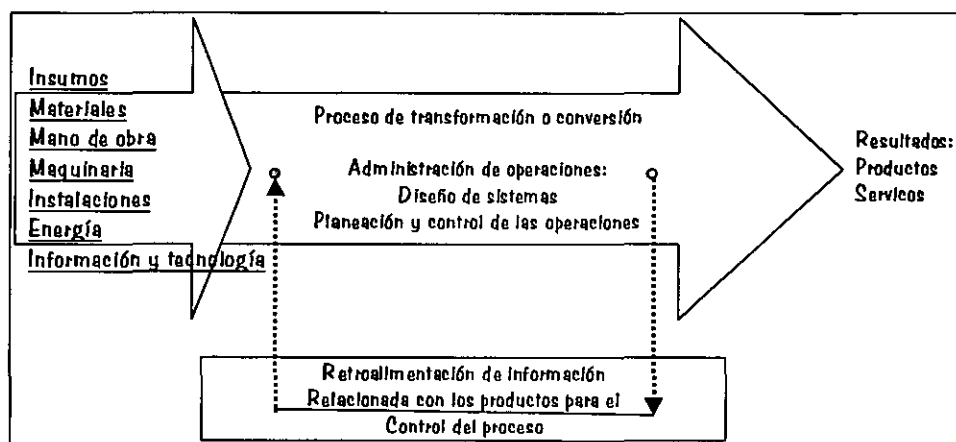 Insumos
Materiales
Mano de obra
Maquinaria
Instalaciones
Energía
Información y tecnología
Proceso de transformación o conversión
Administración de operaciones:
Diseño de sistemas
Planeación y control de las operaciones
Resultados:
Productos
Servicos
Retroalimentación de información
Relacionada con los productos para el
Control del proceso